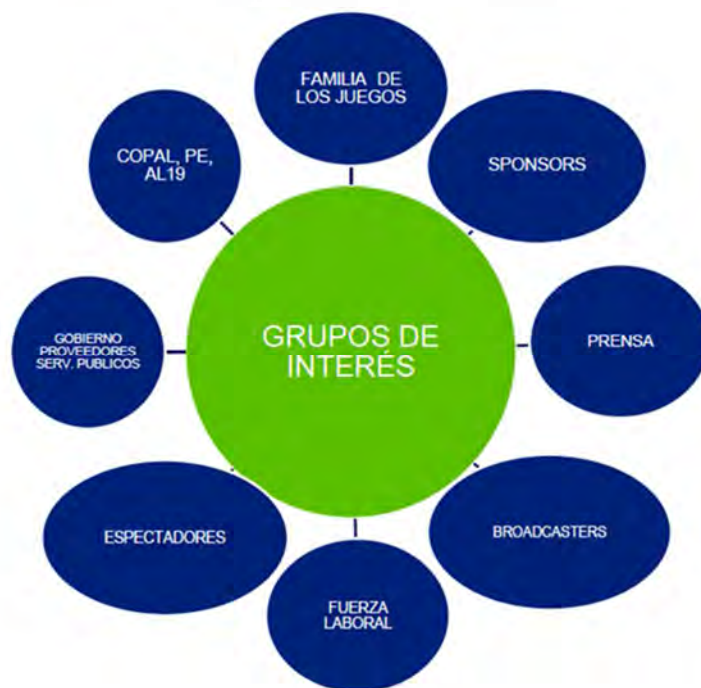 FAMILIA DE
LOS JUEGOS
SPONSORS
PRENSA
BROADCASTERS
FUERZA
LABORAL
ESPECTADORES
GOBIERNO
PROVEEDORES
SERV. PUBLICOS
COPAL, PE,
AL19
GRUPOS DE
INTERÉS